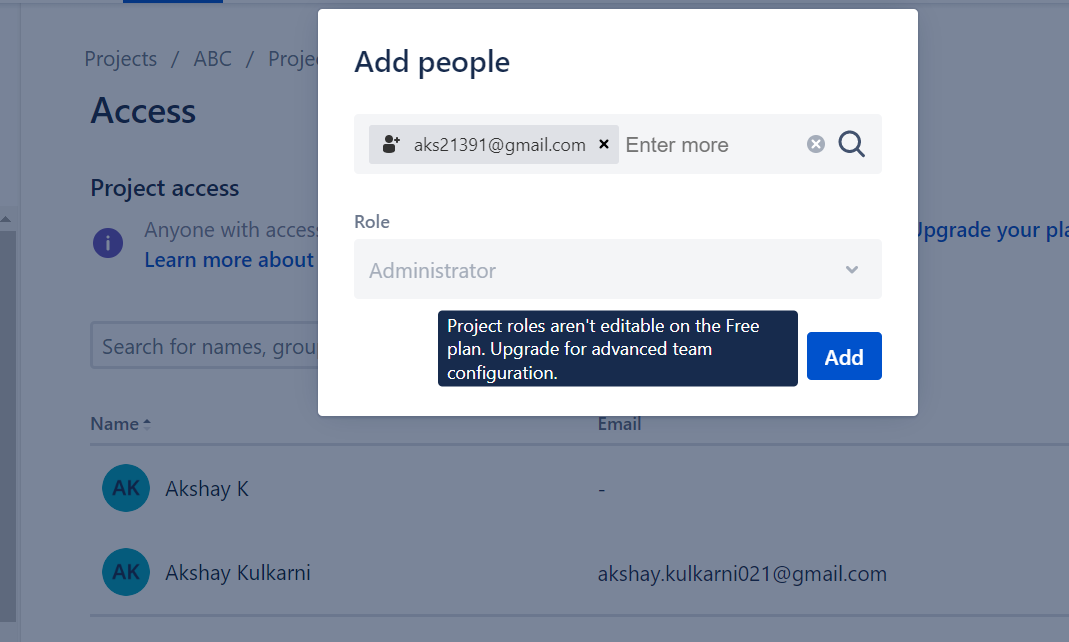 Projects / ABC / Projec
Add people
aks21391@gmail.com × Enter more
Access
Project access
Role
Anyone with access
Upgrade your pla
Learn more about
Administrator
Project roles aren't editable on the Free
plan. Upgrade for advanced team
configuration.
Add
Search for names, grou
Name
Email
AK Akshay K -
AK Akshay Kulkarni akshay.kulkarni021@gmail.com